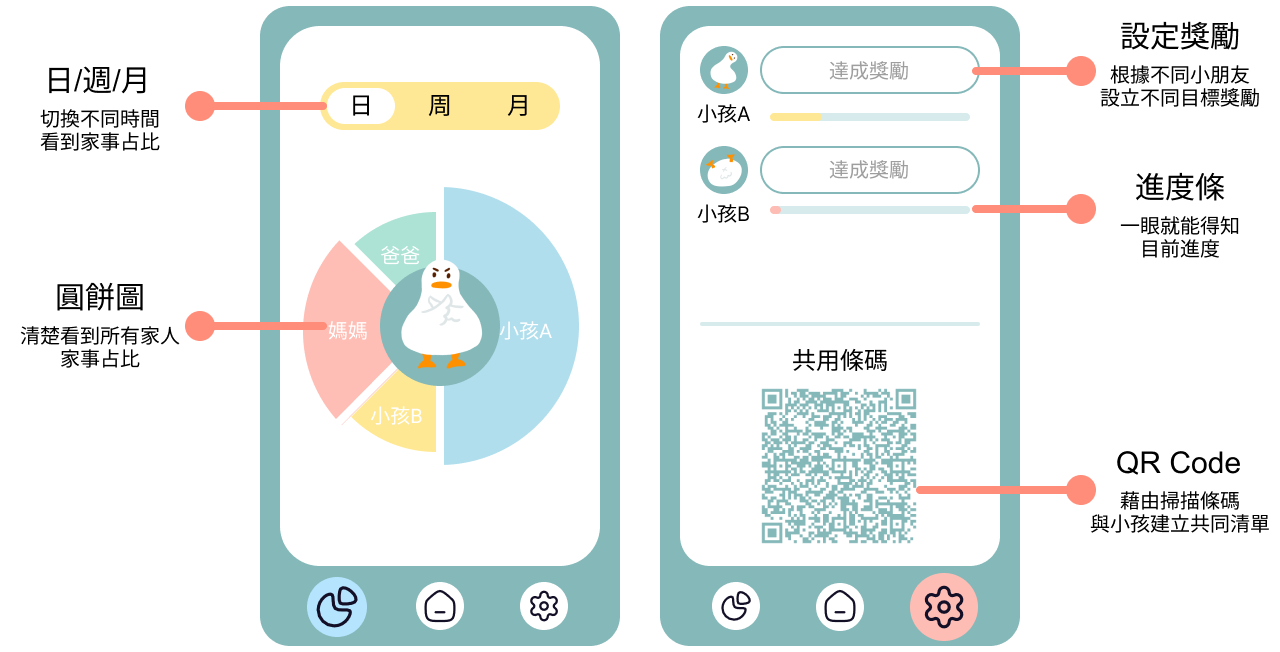 日/週/月
切換不同時間
看到家事占比
圓餅圖
清楚看到所有家人
家事占比
日
周
月
爸爸
媽媽
小孩A
小孩B
達成獎勵
小孩A
達成獎勵
小孩B
共用條碼
設定獎勵
根據不同小朋友
設立不同目標獎勵
進度條
一眼就能得知
目前進度
QR Code
藉由掃描條碼
與小孩建立共同清單